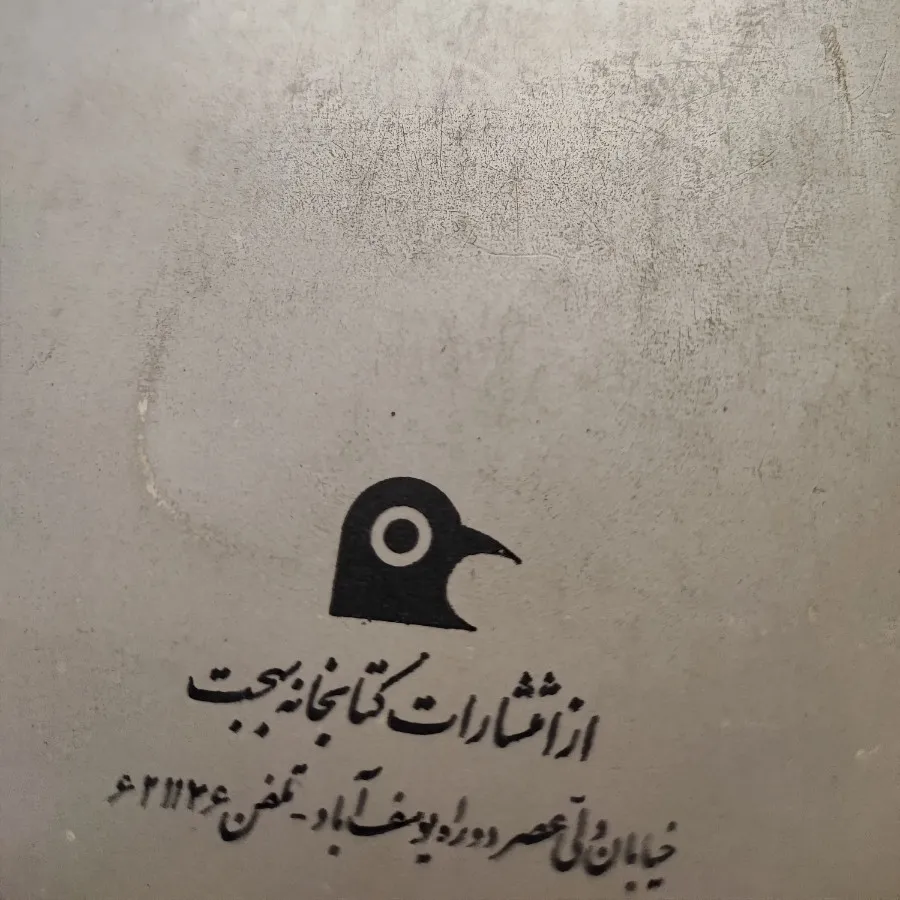 از انتشارات کتابخانه بهجت
خیابان ولی عصر دوراه یوسف آباد - تلفن ۶۲۱۱۲۶